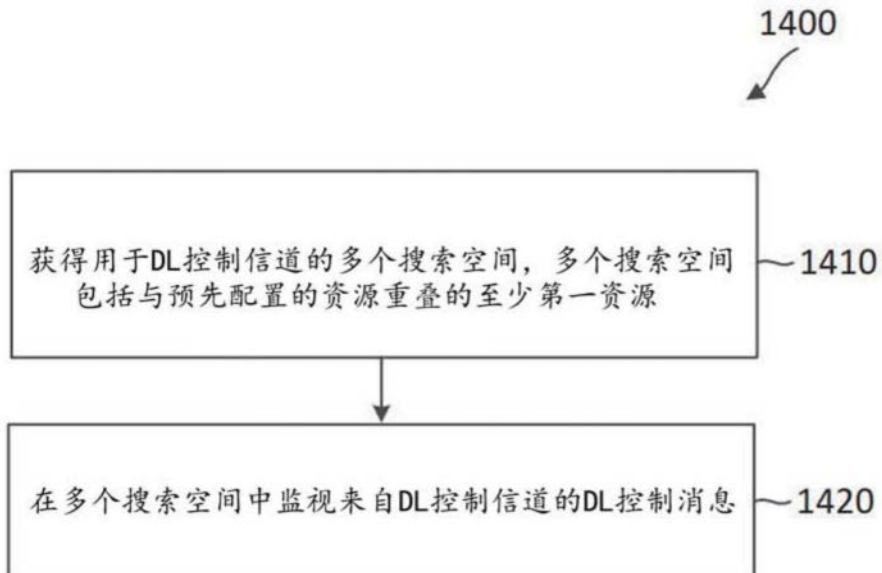 1400
获得用于DL控制信道的多个搜索空间，多个搜索空间
包括与预先配置的资源重叠的至少第一资源
1410
在多个搜索空间中监视来自DL控制信道的DL控制消息
1420